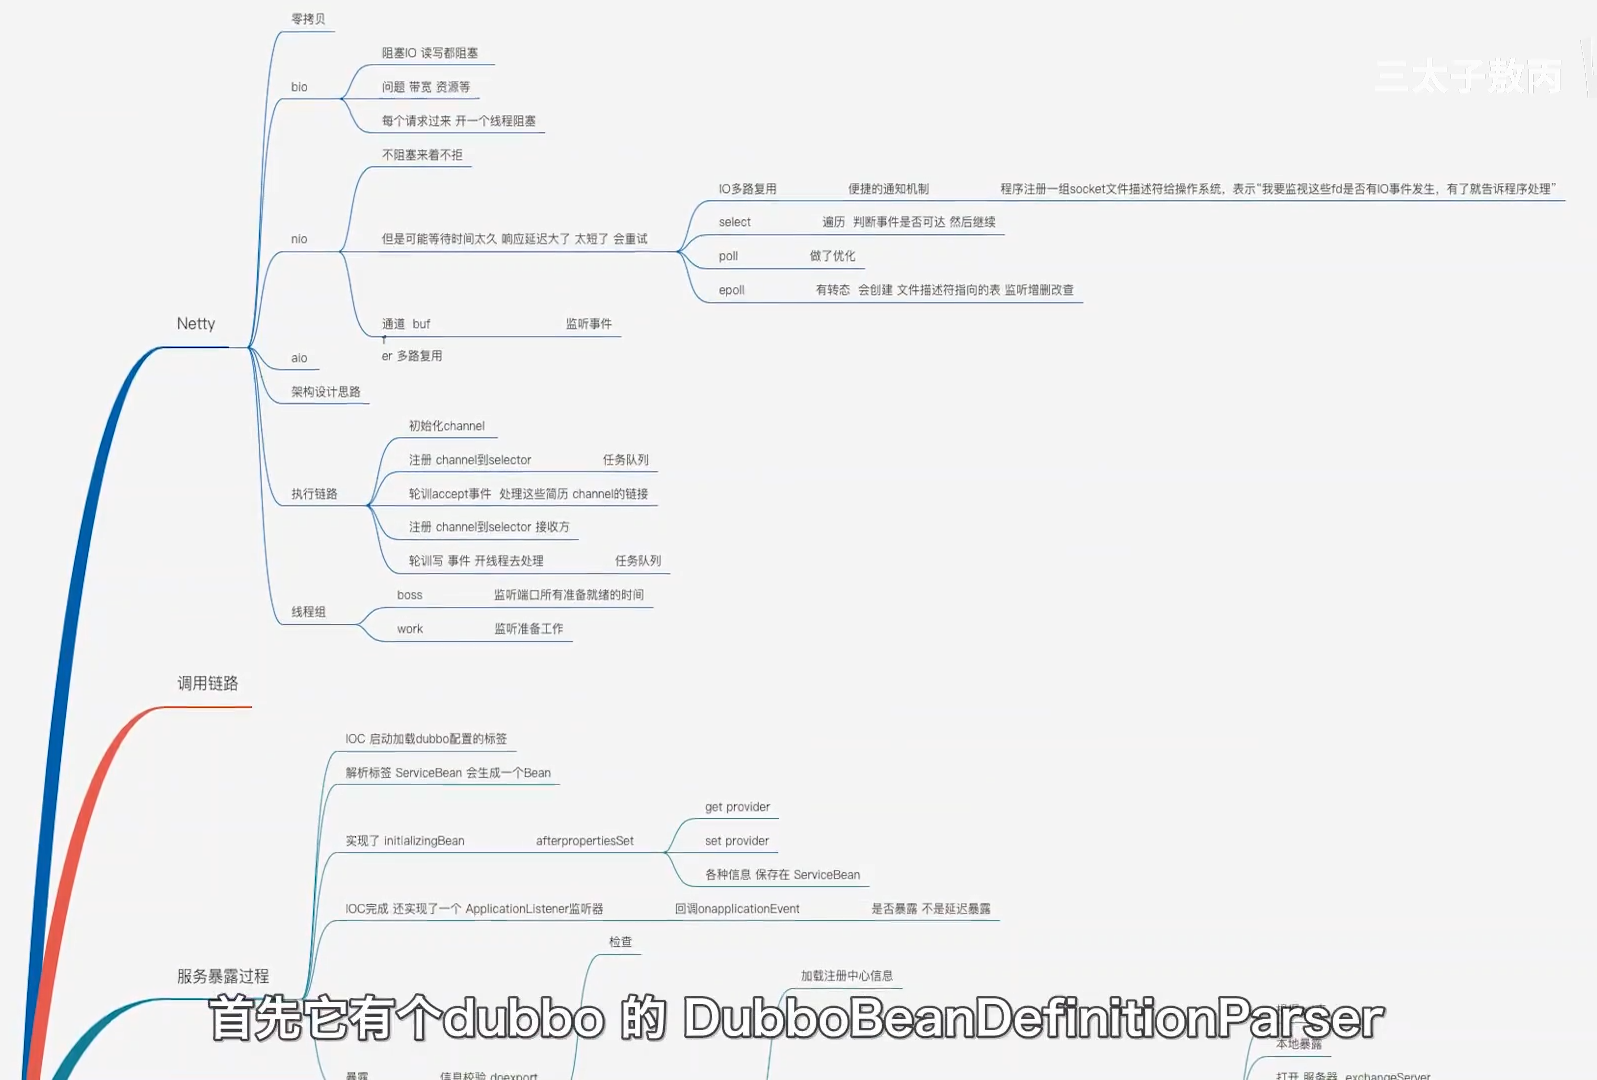 零拷贝
阻塞IO 读写都阻塞
bio
问题 带宽 资源等
三太子敖丙
每个请求过来 开一个线程阻塞
不阻塞来着不拒
IO多路复用 便捷的通知机制 程序注册一组socket文件描述符给操作系统，表示“我要监视这些fd是否有IO事件发生，有了就告诉程序处理”
select 遍历 判断事件是否可达 然后继续
nio
但是可能等待时间太久 响应延迟大了 太短了 会重试
poll 做了优化
epoll 有转态 会创建 文件描述符指向的表 监听增删改查
Netty
通道 buf 监听事件
f
er 多路复用
aio
架构设计思路
初始化channel
注册 channel到selector 任务队列
执行链路
轮训accept事件 处理这些简历 channel的链接
注册 channel到selector 接收方
轮训写 事件 开线程去处理 任务队列
boss 监听端口所有准备就绪的时间
线程组
work 监听准备工作
调用链路
IOC 启动加载dubbo配置的标签
解析标签 ServiceBean 会生成一个Bean
get provider
实现了 initializingBean afterpropertiesSet
set provider
各种信息 保存在 ServiceBean
IOC完成 还实现了一个 ApplicationListener监听器 回调onapplicationEvent 是否暴露 不是延迟暴露
检查
服务暴露过程
加载注册中心信息
首先它有个dubbo 的 DubboBeanDefinitionParser
本地暴露
暴露 信息校验 doexport
打开 服务器 exchangeServer